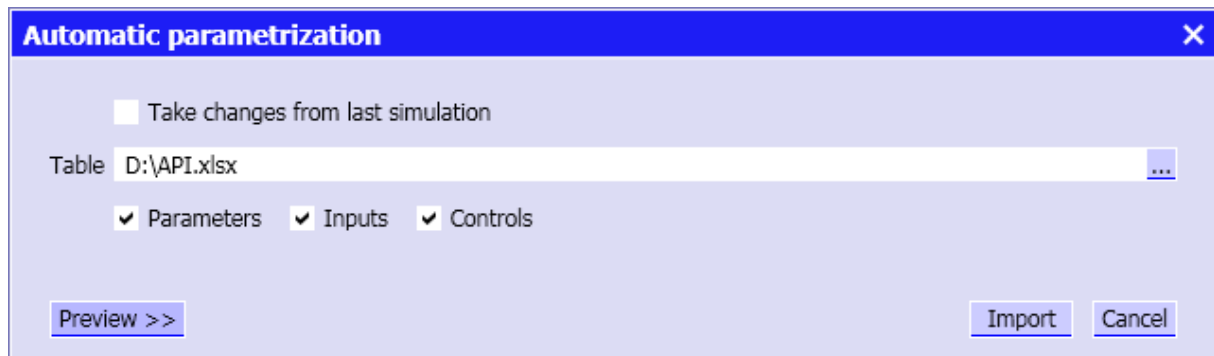 Automatic parametrization
Take changes from last simulation
Table D:\API.xlsx ...
Parameters Inputs Controls
Preview >> Import Cancel